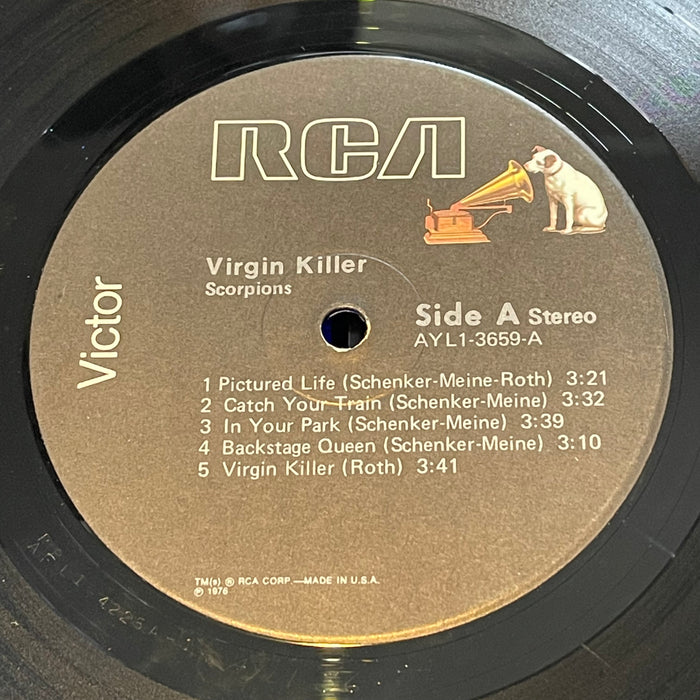 RCA
Victor
Virgin Killer
Scorpions
Side A Stereo
AYL1-3659-A
1 Pictured Life (Schenker-Meine-Roth) 3:21
2 Catch Your Train (Schenker-Meine) 3:32
3 In Your Park (Schenker-Meine) 3:39
4 Backstage Queen (Schenker-Meine) 3:10
5 Virgin Killer (Roth) 3:41
TM(s) ® RCA CORP.—MADE IN U.S.A.
℗ 1976